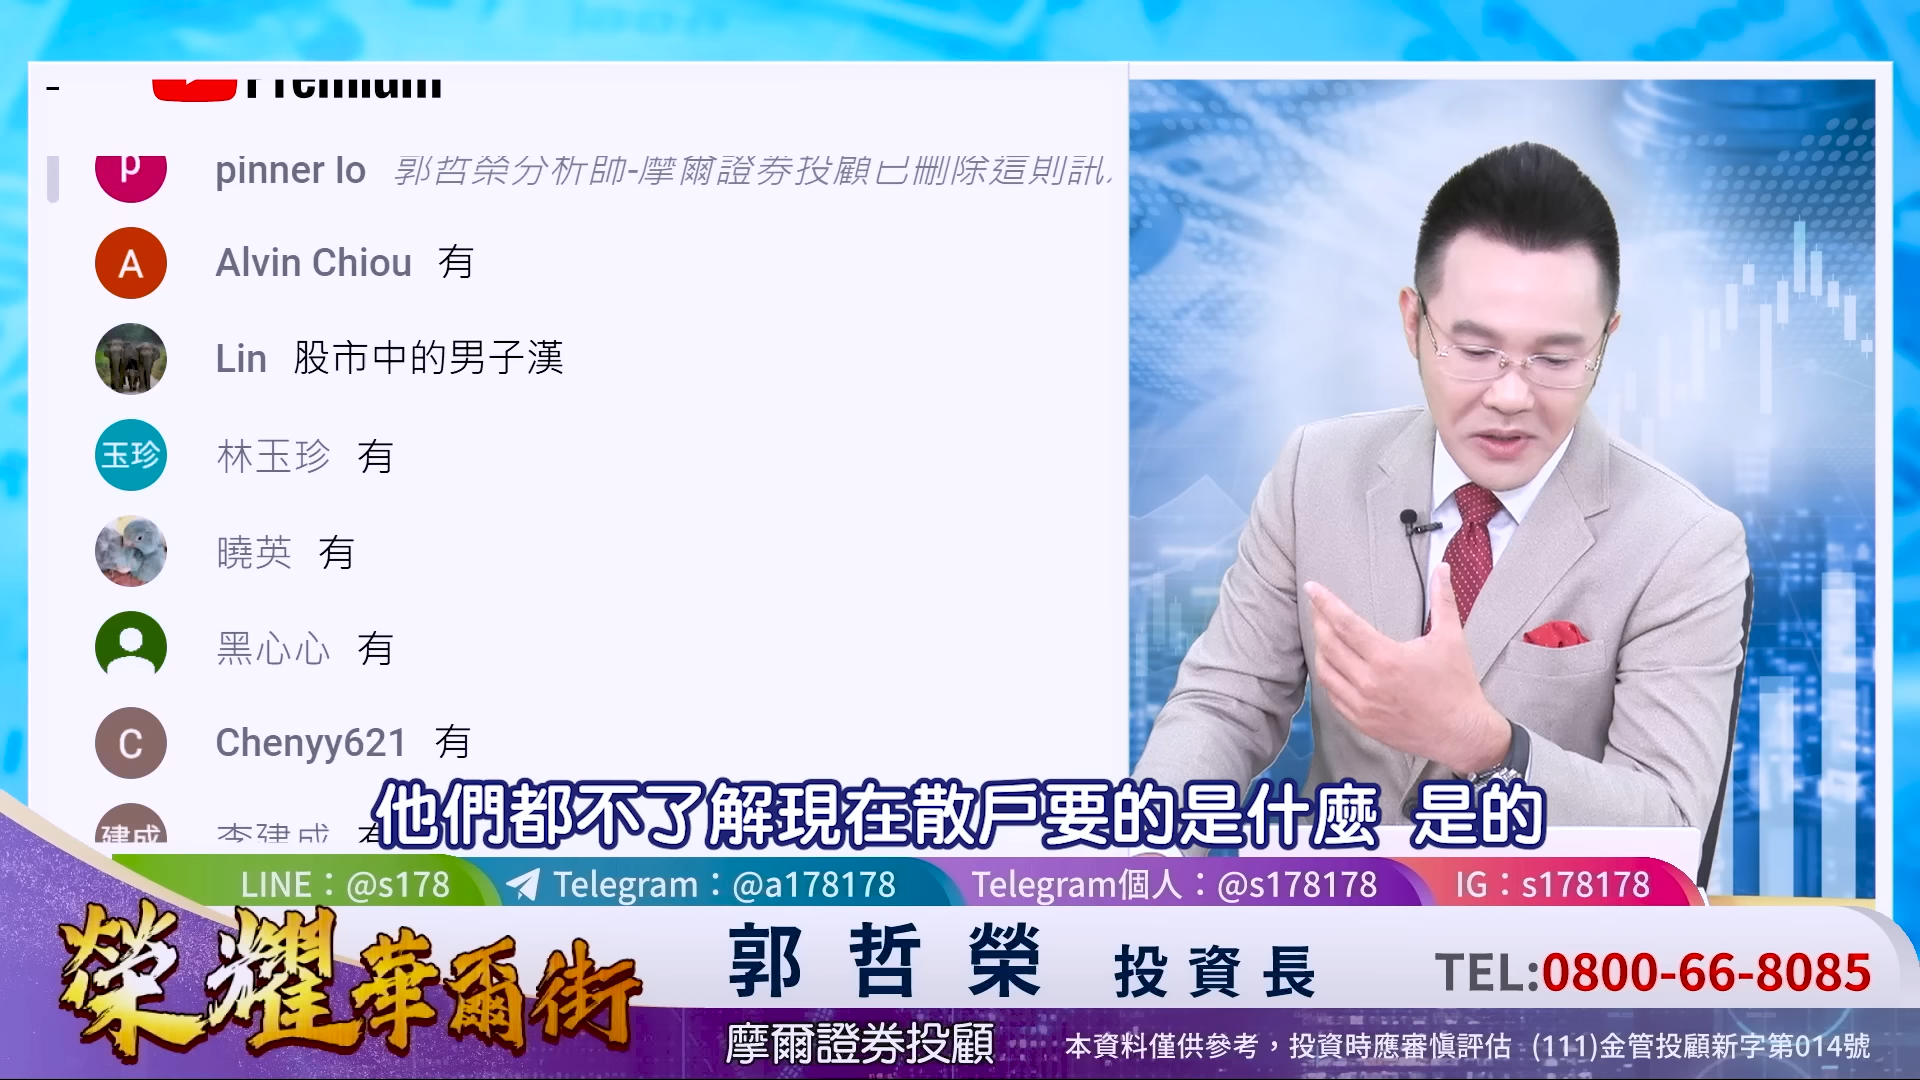 Premium
P pinner lo 郭哲榮分析師-摩爾證券投顧已刪除這則訊
A Alvin Chiou 有
Lin 股市中的男子漢
玉珍 林玉珍 有
曉英 有
黑心心 有
C Chenyy621 有
建成 李建成 有
他們都不了解現在散戶要的是什麼 是的
LINE：@s178 Telegram：@a178178 Telegram個人：@s178178 IG：s178178
榮耀華爾街
郭哲榮 投資長
TEL:0800-66-8085
摩爾證券投顧
本資料僅供參考，投資時應審慎評估 (111)金管投顧新字第014號